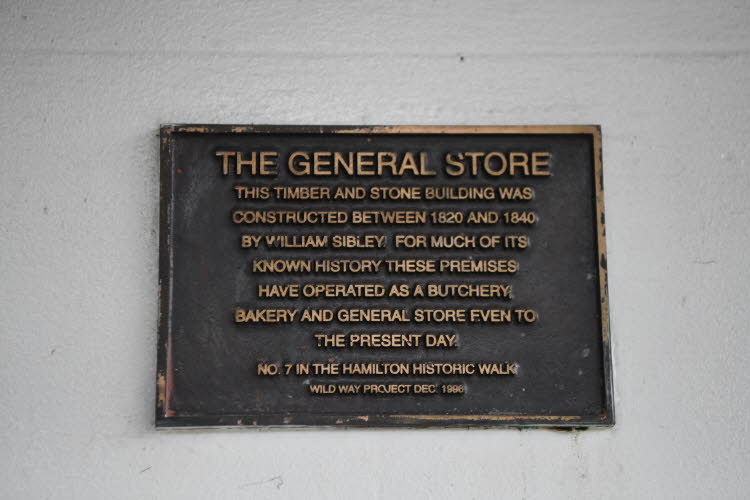 THE GENERAL STORE
THIS TIMBER AND STONE BUILDING WAS
CONSTRUCTED BETWEEN 1820 AND 1840
BY WILLIAM SIBLEY. FOR MUCH OF ITS
KNOWN HISTORY THESE PREMISES
HAVE OPERATED AS A BUTCHERY,
BAKERY AND GENERAL STORE EVEN TO
THE PRESENT DAY.
NO. 7 IN THE HAMILTON HISTORIC WALK
WILD WAY PROJECT DEC. 1996